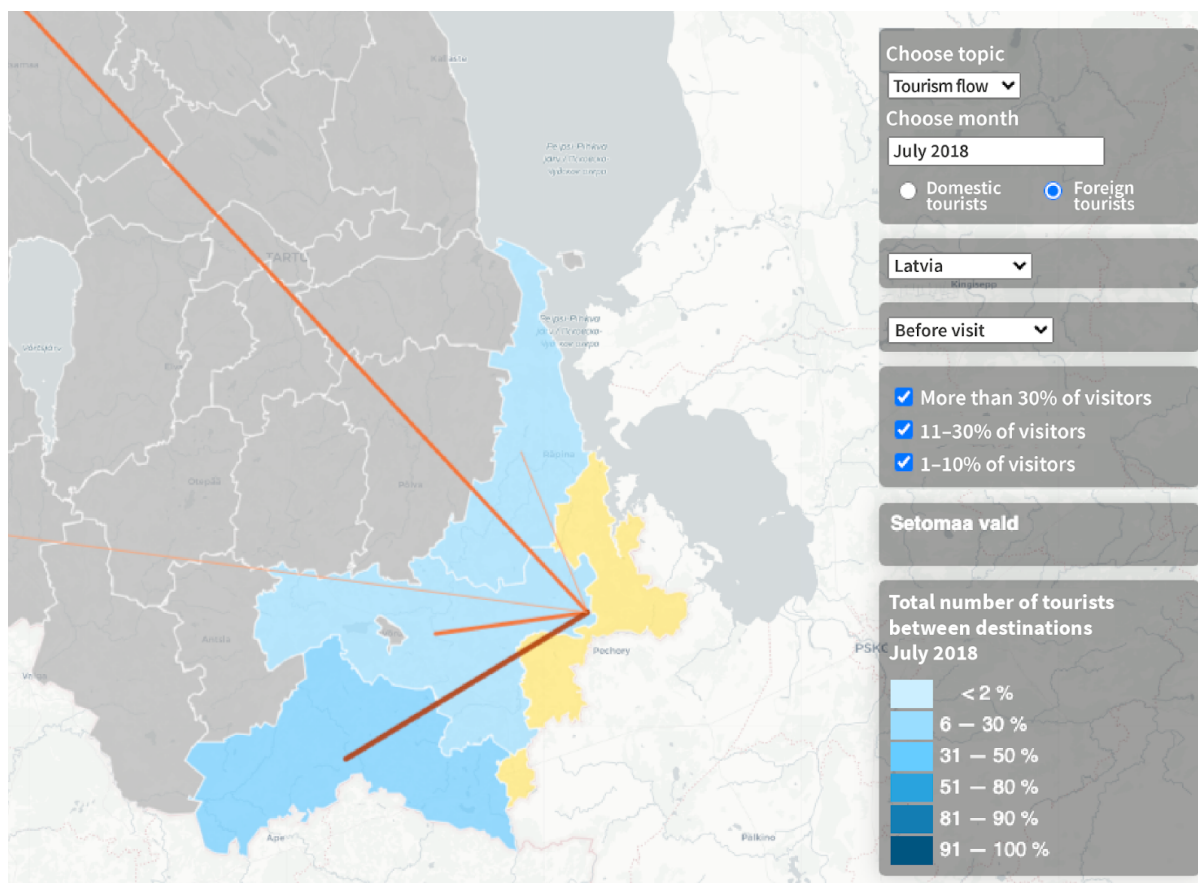 Choose topic
Tourism flow
Choose month
July 2018
Domestic
tourists
Foreign
tourists
Latvia
Kingisepp
Before visit
More than 30% of visitors
11–30% of visitors
1–10% of visitors
Setomaa vald
Total number of tourists
between destinations
July 2018
< 2 %
6 — 30 %
31 — 50 %
51 — 80 %
81 — 90 %
91 — 100 %
Kallaste
TARTU
Räpina
Otepää
Põlva
Antsla
Pechory
Ape
Palkino